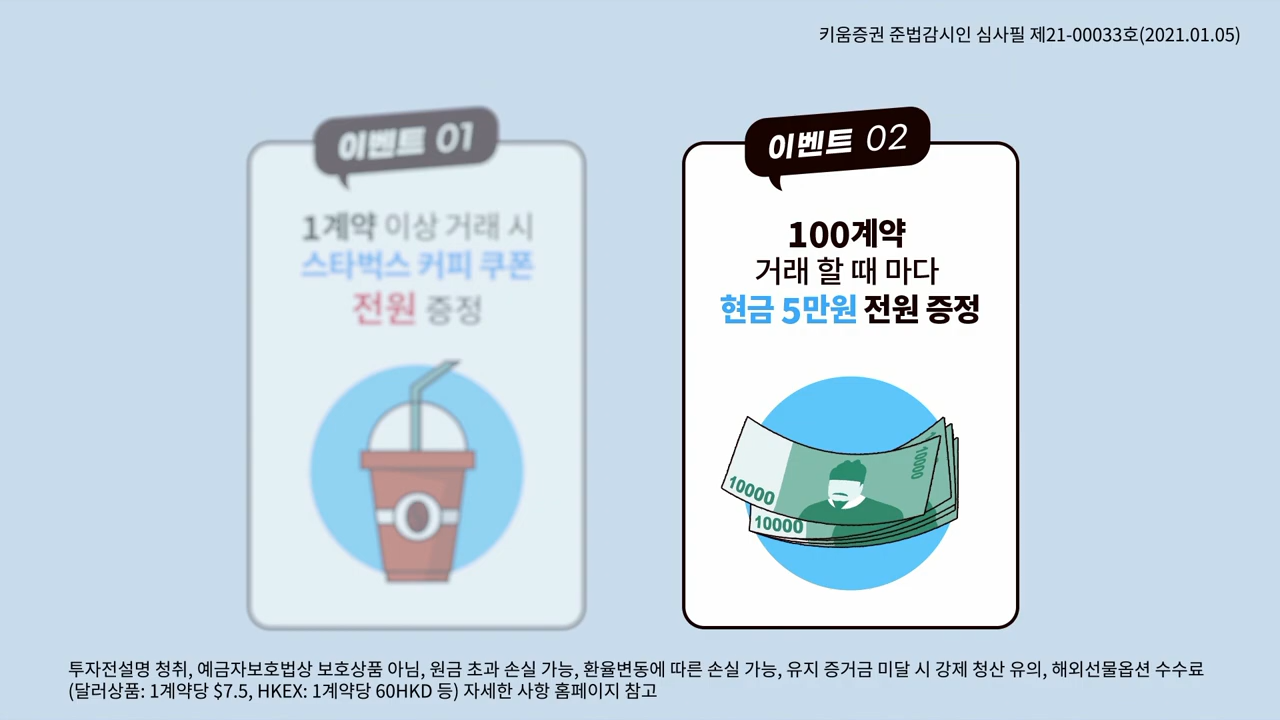 키움증권 준법감시인 심사필 제21-00033호(2021.01.05)
이벤트 01
1계약 이상 거래 시
스타벅스 커피 쿠폰
전원 증정
이벤트 02
100계약
거래 할 때 마다
현금 5만원 전원 증정
10000
10000
10000
투자전설명 청취, 예금자보호법상 보호상품 아님, 원금 초과 손실 가능, 환율변동에 따른 손실 가능, 유지 증거금 미달 시 강제 청산 유의, 해외선물옵션 수수료
(달러상품: 1계약당 $7.5, HKEX: 1계약당 60HKD 등) 자세한 사항 홈페이지 참고